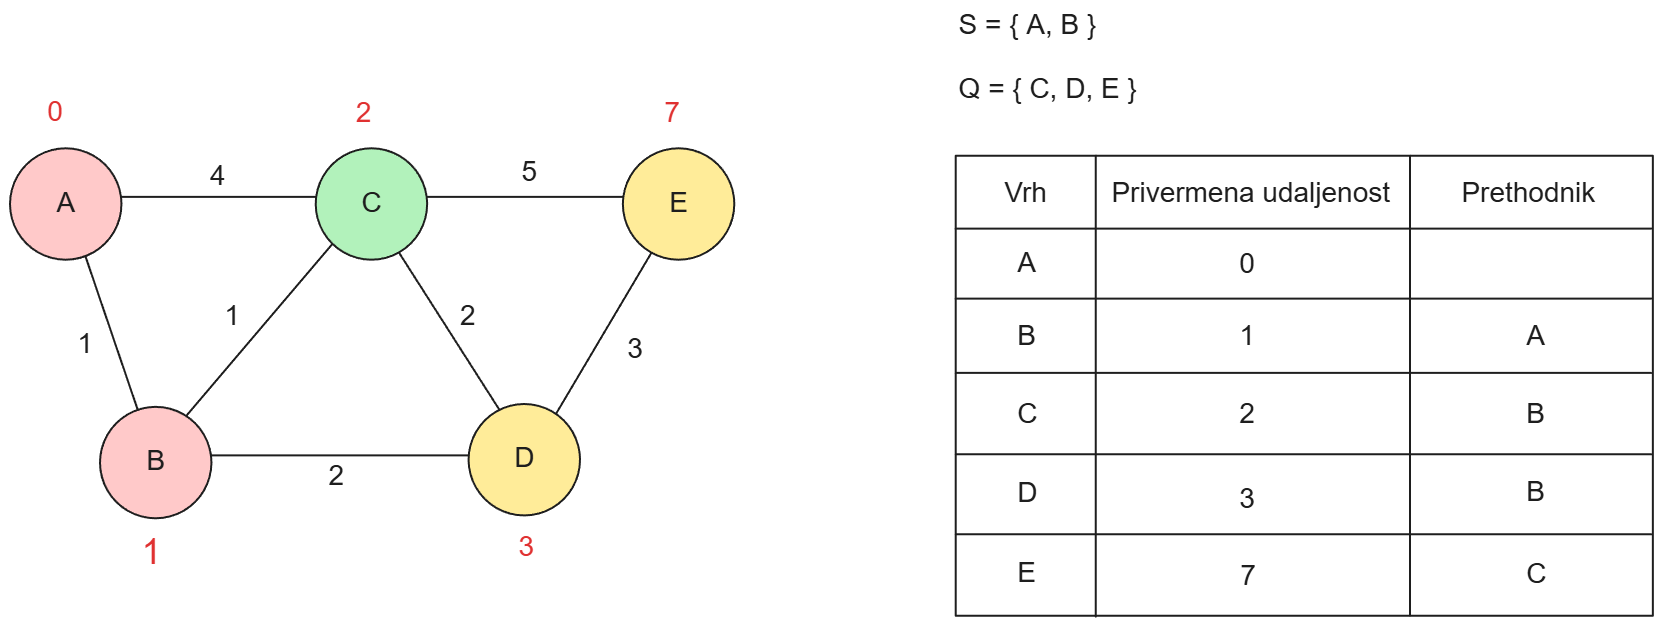 S = { A, B }
Q = { C, D, E }
0
2
7
A
4
C
5
E
1
1
2
3
B
2
D
1
3
Vrh Privermena udaljenost Prethodnik
A 0
B 1 A
C 2 B
D 3 B
E 7 C